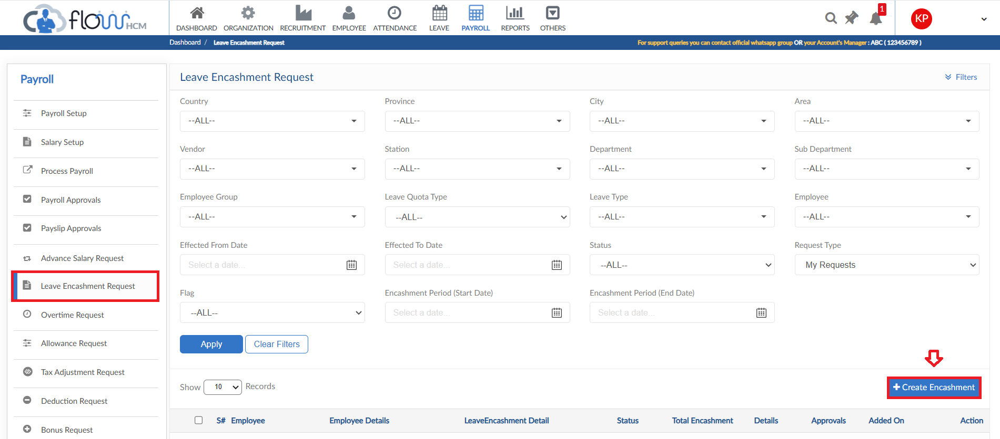 flow HCM
DASHBOARD ORGANIZATION RECRUITMENT EMPLOYEE ATTENDANCE LEAVE PAYROLL REPORTS OTHERS
1
KP
Dashboard / Leave Encashment Request
For support queries you can contact official whatsapp group OR your Account's Manager : ABC ( 123456789 )
Payroll
Payroll Setup
Salary Setup
Process Payroll
Payroll Approvals
Payslip Approvals
Advance Salary Request
Leave Encashment Request
Overtime Request
Allowance Request
Tax Adjustment Request
Deduction Request
Bonus Request
Leave Encashment Request
Filters
Country Province City Area
--ALL-- --ALL-- --ALL-- --ALL--
Vendor Station Department Sub Department
--ALL-- --ALL-- --ALL-- --ALL--
Employee Group Leave Quota Type Leave Type Employee
--ALL-- --ALL-- --ALL-- --ALL--
Effected From Date Effected To Date Status Request Type
Select a date... Select a date... --ALL-- My Requests
Flag Encashment Period (Start Date) Encashment Period (End Date)
--ALL-- Select a date... Select a date...
Apply Clear Filters
Show 10 Records
+ Create Encashment
S# Employee Employee Details LeaveEncashment Detail Status Total Encashment Details Approvals Added On Action